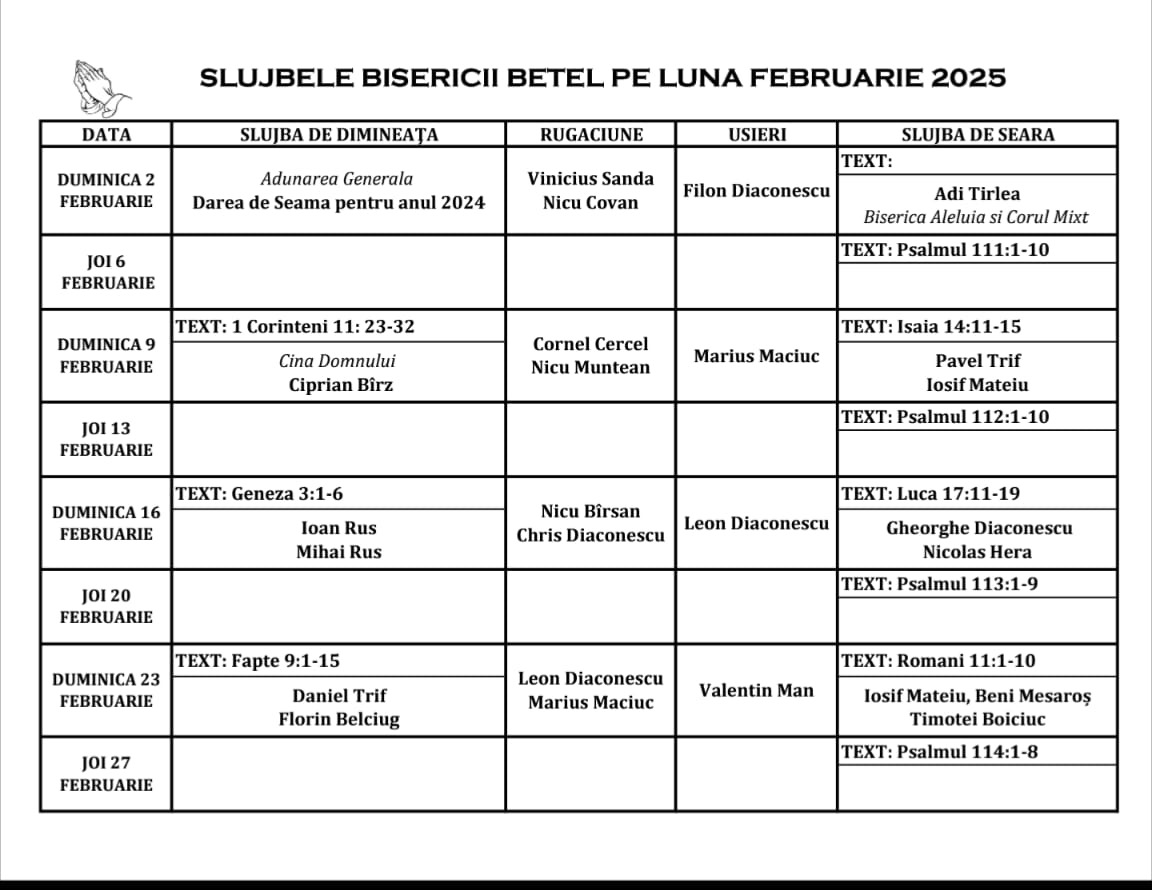 SLUJBELE BISERICII BETEL PE LUNA FEBRUARIE 2025
DATA
SLUJBA DE DIMINEAȚA
RUGACIUNE
USIERI
SLUJBA DE SEARA
DUMINICA 2
FEBRUARIE
Adunarea Generala
Darea de Seama pentru anul 2024
Vinicius Sanda
Nicu Covan
Filon Diaconescu
TEXT:
Adi Tirlea
Biserica Aleluia si Corul Mixt
JOI 6
FEBRUARIE
TEXT: Psalmul 111:1-10
DUMINICA 9
FEBRUARIE
TEXT: 1 Corinteni 11: 23-32
Cina Domnului
Ciprian Bîrz
Cornel Cercel
Nicu Muntean
Marius Maciuc
TEXT: Isaia 14:11-15
Pavel Trif
Iosif Mateiu
JOI 13
FEBRUARIE
TEXT: Psalmul 112:1-10
DUMINICA 16
FEBRUARIE
TEXT: Geneza 3:1-6
Ioan Rus
Mihai Rus
Nicu Bîrsan
Chris Diaconescu
Leon Diaconescu
TEXT: Luca 17:11-19
Gheorghe Diaconescu
Nicolas Hera
JOI 20
FEBRUARIE
TEXT: Psalmul 113:1-9
DUMINICA 23
FEBRUARIE
TEXT: Fapte 9:1-15
Daniel Trif
Florin Belciug
Leon Diaconescu
Marius Maciuc
Valentin Man
TEXT: Romani 11:1-10
Iosif Mateiu, Beni Mesaroș
Timotei Boiciuc
JOI 27
FEBRUARIE
TEXT: Psalmul 114:1-8